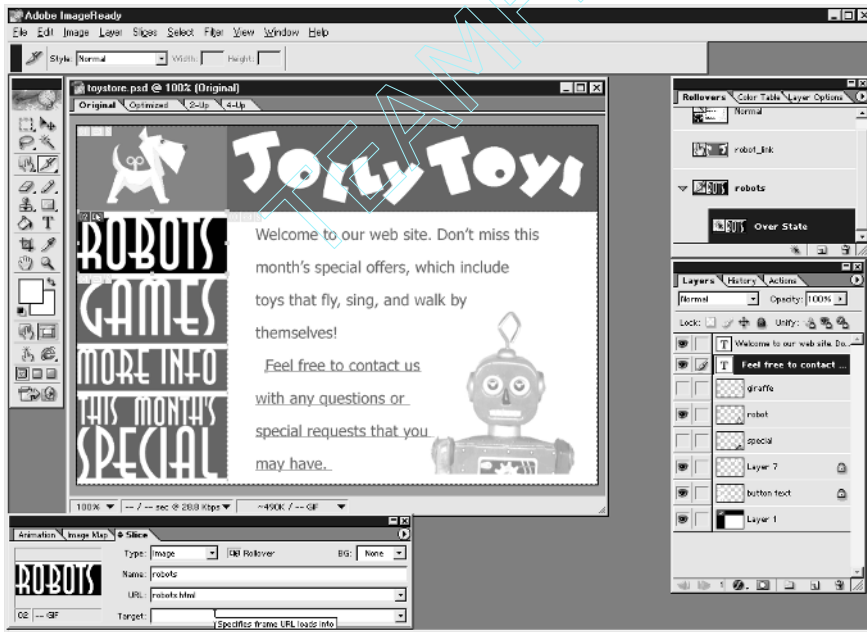 Adobe ImageReady
File Edit Image Layer Slices Select Filter View Window Help
Style: Normal Width: Height:
toystore.psd @ 100% (Original)
Original Optimized 2-Up 4-Up
JOLLY TOYS
ROBOTS
GAMES
MORE INFO
THIS MONTH'S
SPECIAL
Welcome to our web site. Don't miss this
month's special offers, which include
toys that fly, sing, and walk by
themselves!
Feel free to contact us
with any questions or
special requests that you
may have.
100% -- / -- sec @ 28.8 Kbps ~490K / -- GIF
Rollovers Color Table Layer Options
Normal
robot_link
robots
Over State
Layers History Actions
Normal Opacity: 100%
Lock: Unify:
Welcome to our web site. Do...
Feel free to contact ...
giraffe
robot
special
Layer 7
button text
Layer 1
Animation Image Map Slice
Type: Image Rollover BG: None
Name: robots
URL: robots.html
Target:
Specifies frame URL loads into
ROBOTS
02 -- GIF
TEAM